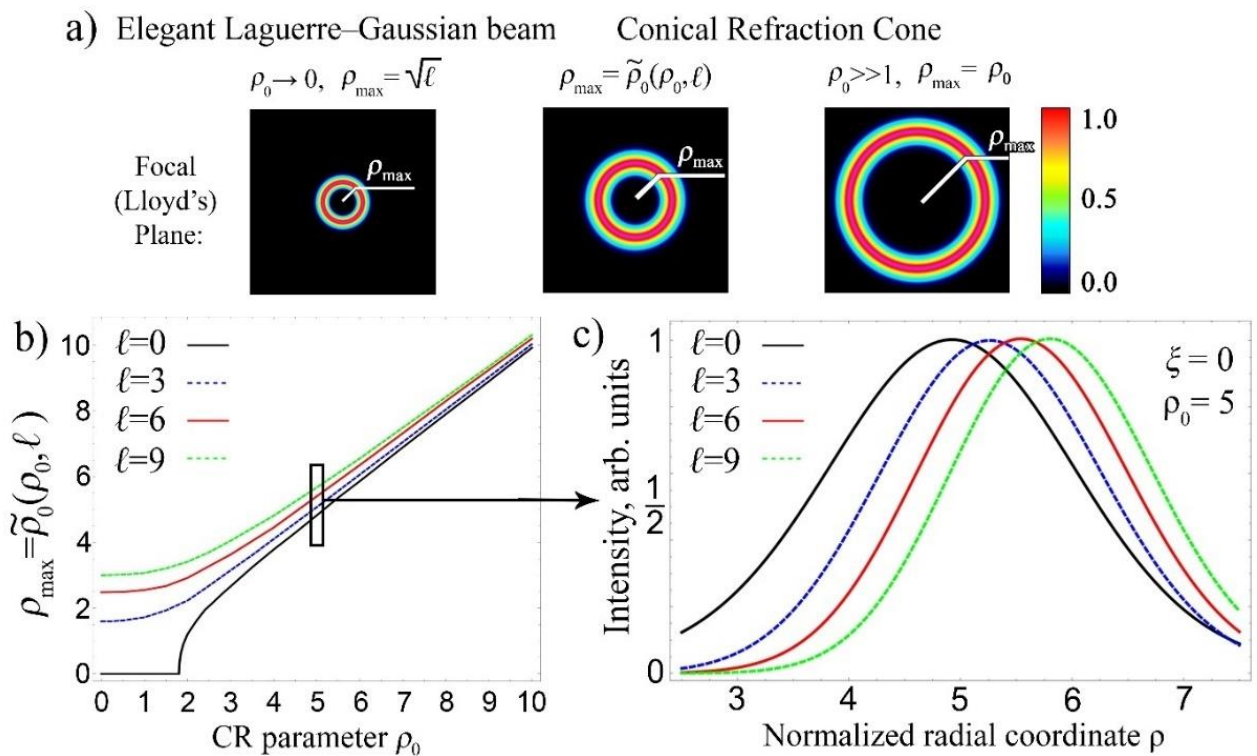 a) Elegant Laguerre–Gaussian beam Conical Refraction Cone
ρ₀→0, ρmax=√ℓ
ρmax= ρ̃₀(ρ₀,ℓ)
ρ₀>>1, ρmax= ρ₀
Focal
(Lloyd's)
Plane:
ρmax
ρmax
ρmax
1.0
0.5
0.0
b)
ℓ=0
ℓ=3
ℓ=6
ℓ=9
10
8
6
4
2
0
ρmax=ρ̃₀(ρ₀, ℓ)
0 1 2 3 4 5 6 7 8 9 10
CR parameter ρ₀
c)
ℓ=0
ℓ=3
ℓ=6
ℓ=9
ξ = 0
ρ₀= 5
1
1/2
0
Intensity, arb. units
3 4 5 6 7
Normalized radial coordinate ρ